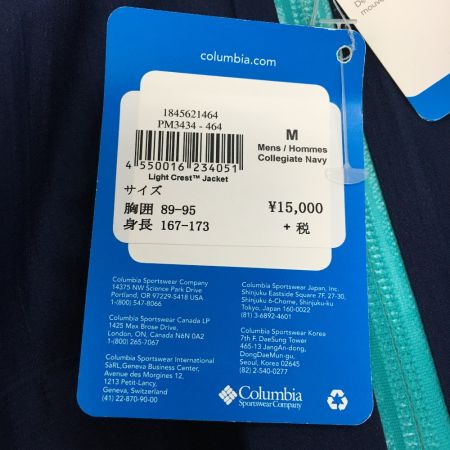 columbia.com
1845621464
PM3434 - 464
4 550016 234051
Light Crest™ Jacket
M
Mens / Hommes
Collegiate Navy
サイズ
胸囲 89-95
身長 167-173
¥15,000
+ 税
Columbia Sportswear Company
14375 NW Science Park Drive
Portland, OR 97229-5418 USA
1-(800) 547-8066
Columbia Sportswear Canada LP
1425 Max Brose Drive,
London, ON, Canada N6N 0A2
1-(800) 265-7067
Columbia Sportswear International
SàRL,Geneva Business Center,
Avenue des Morgines 12,
1213 Petit-Lancy,
Geneva, Switzerland
(41) 22-870-90-00
Columbia Sportswear Japan, Inc.
Shinjuku Eastside Square 7F, 27-30,
Shinjuku 6-Chome, Shinjuku-ku
Tokyo, Japan 160-0022
(81) 3-6892-4601
Columbia Sportswear Korea
7th F. DaeSung Tower
465-13 JangAn-dong,
DongDaeMun-gu,
Seoul, Korea 02645
(82) 2-540-0277
Columbia
Sportswear Company